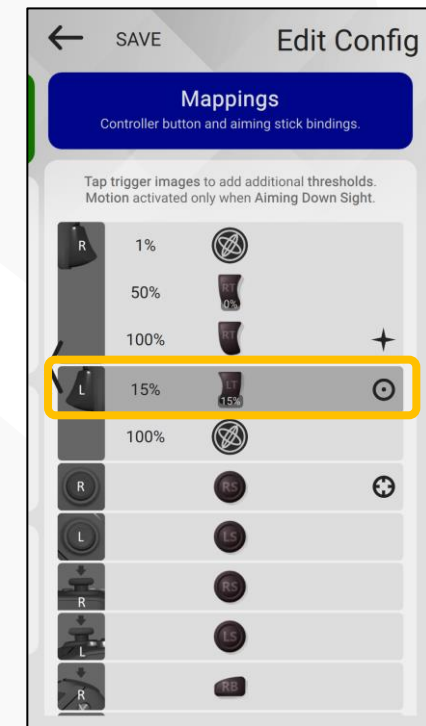 ← SAVE Edit Config
Mappings
Controller button and aiming stick bindings.
Tap trigger images to add additional thresholds.
Motion activated only when Aiming Down Sight.
R 1%
50% RT 0%
100% RT
L 15% LT 15%
100%
R RS
L LS
R RS
L LS
R RB